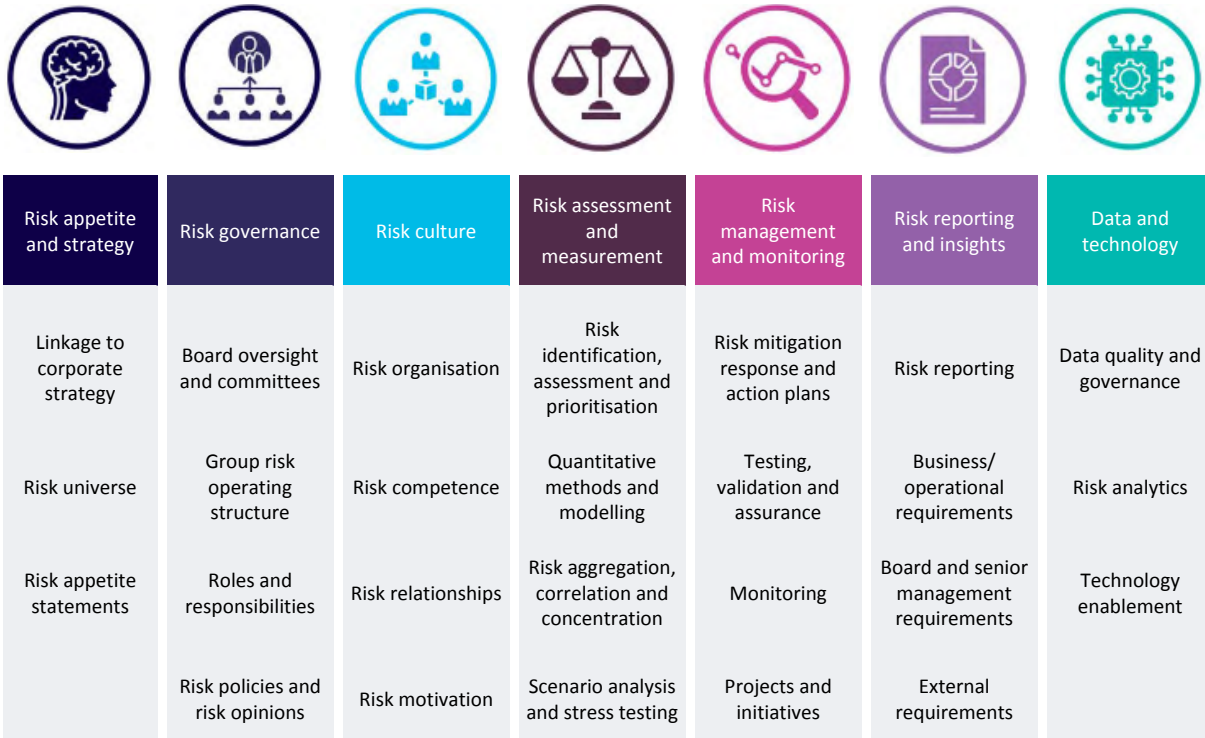 Risk appetite
and strategy
Risk governance
Risk culture
Risk assessment
and
measurement
Risk
management
and monitoring
Risk reporting
and insights
Data and
technology
Linkage to
corporate
strategy
Board oversight
and committees
Risk organisation
Risk
identification,
assessment and
prioritisation
Risk mitigation
response and
action plans
Risk reporting
Data quality and
governance
Risk universe
Group risk
operating
structure
Risk competence
Quantitative
methods and
modelling
Testing,
validation and
assurance
Business/
operational
requirements
Risk analytics
Risk appetite
statements
Roles and
responsibilities
Risk relationships
Risk aggregation,
correlation and
concentration
Monitoring
Board and senior
management
requirements
Technology
enablement
Risk policies and
risk opinions
Risk motivation
Scenario analysis
and stress testing
Projects and
initiatives
External
requirements